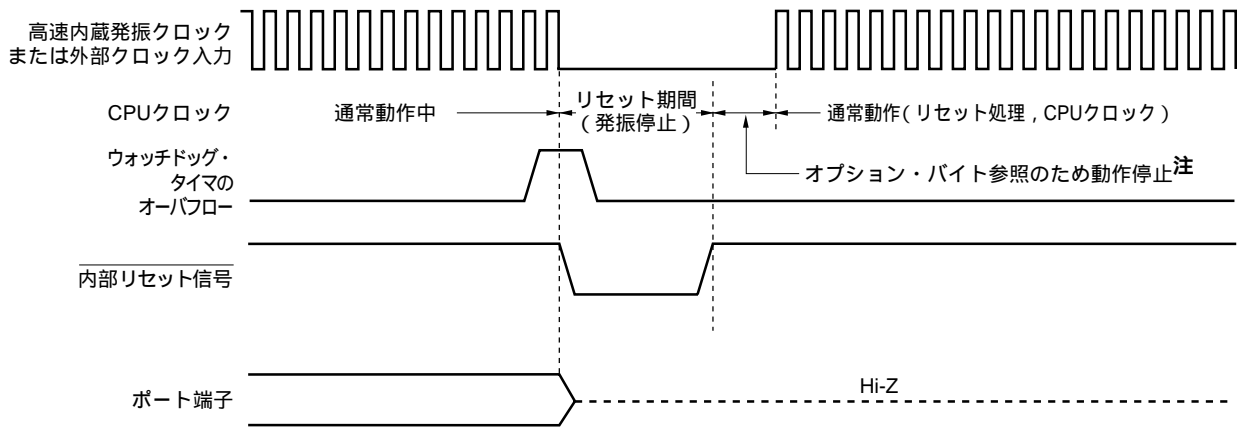 高速内蔵発振クロック
または外部クロック入力
CPUクロック
通常動作中
リセット期間
(発振停止)
通常動作(リセット処理,CPUクロック)
ウォッチドッグ・
タイマの
オーバフロー
オプション・バイト参照のため動作停止注
内部リセット信号
ポート端子
Hi-Z